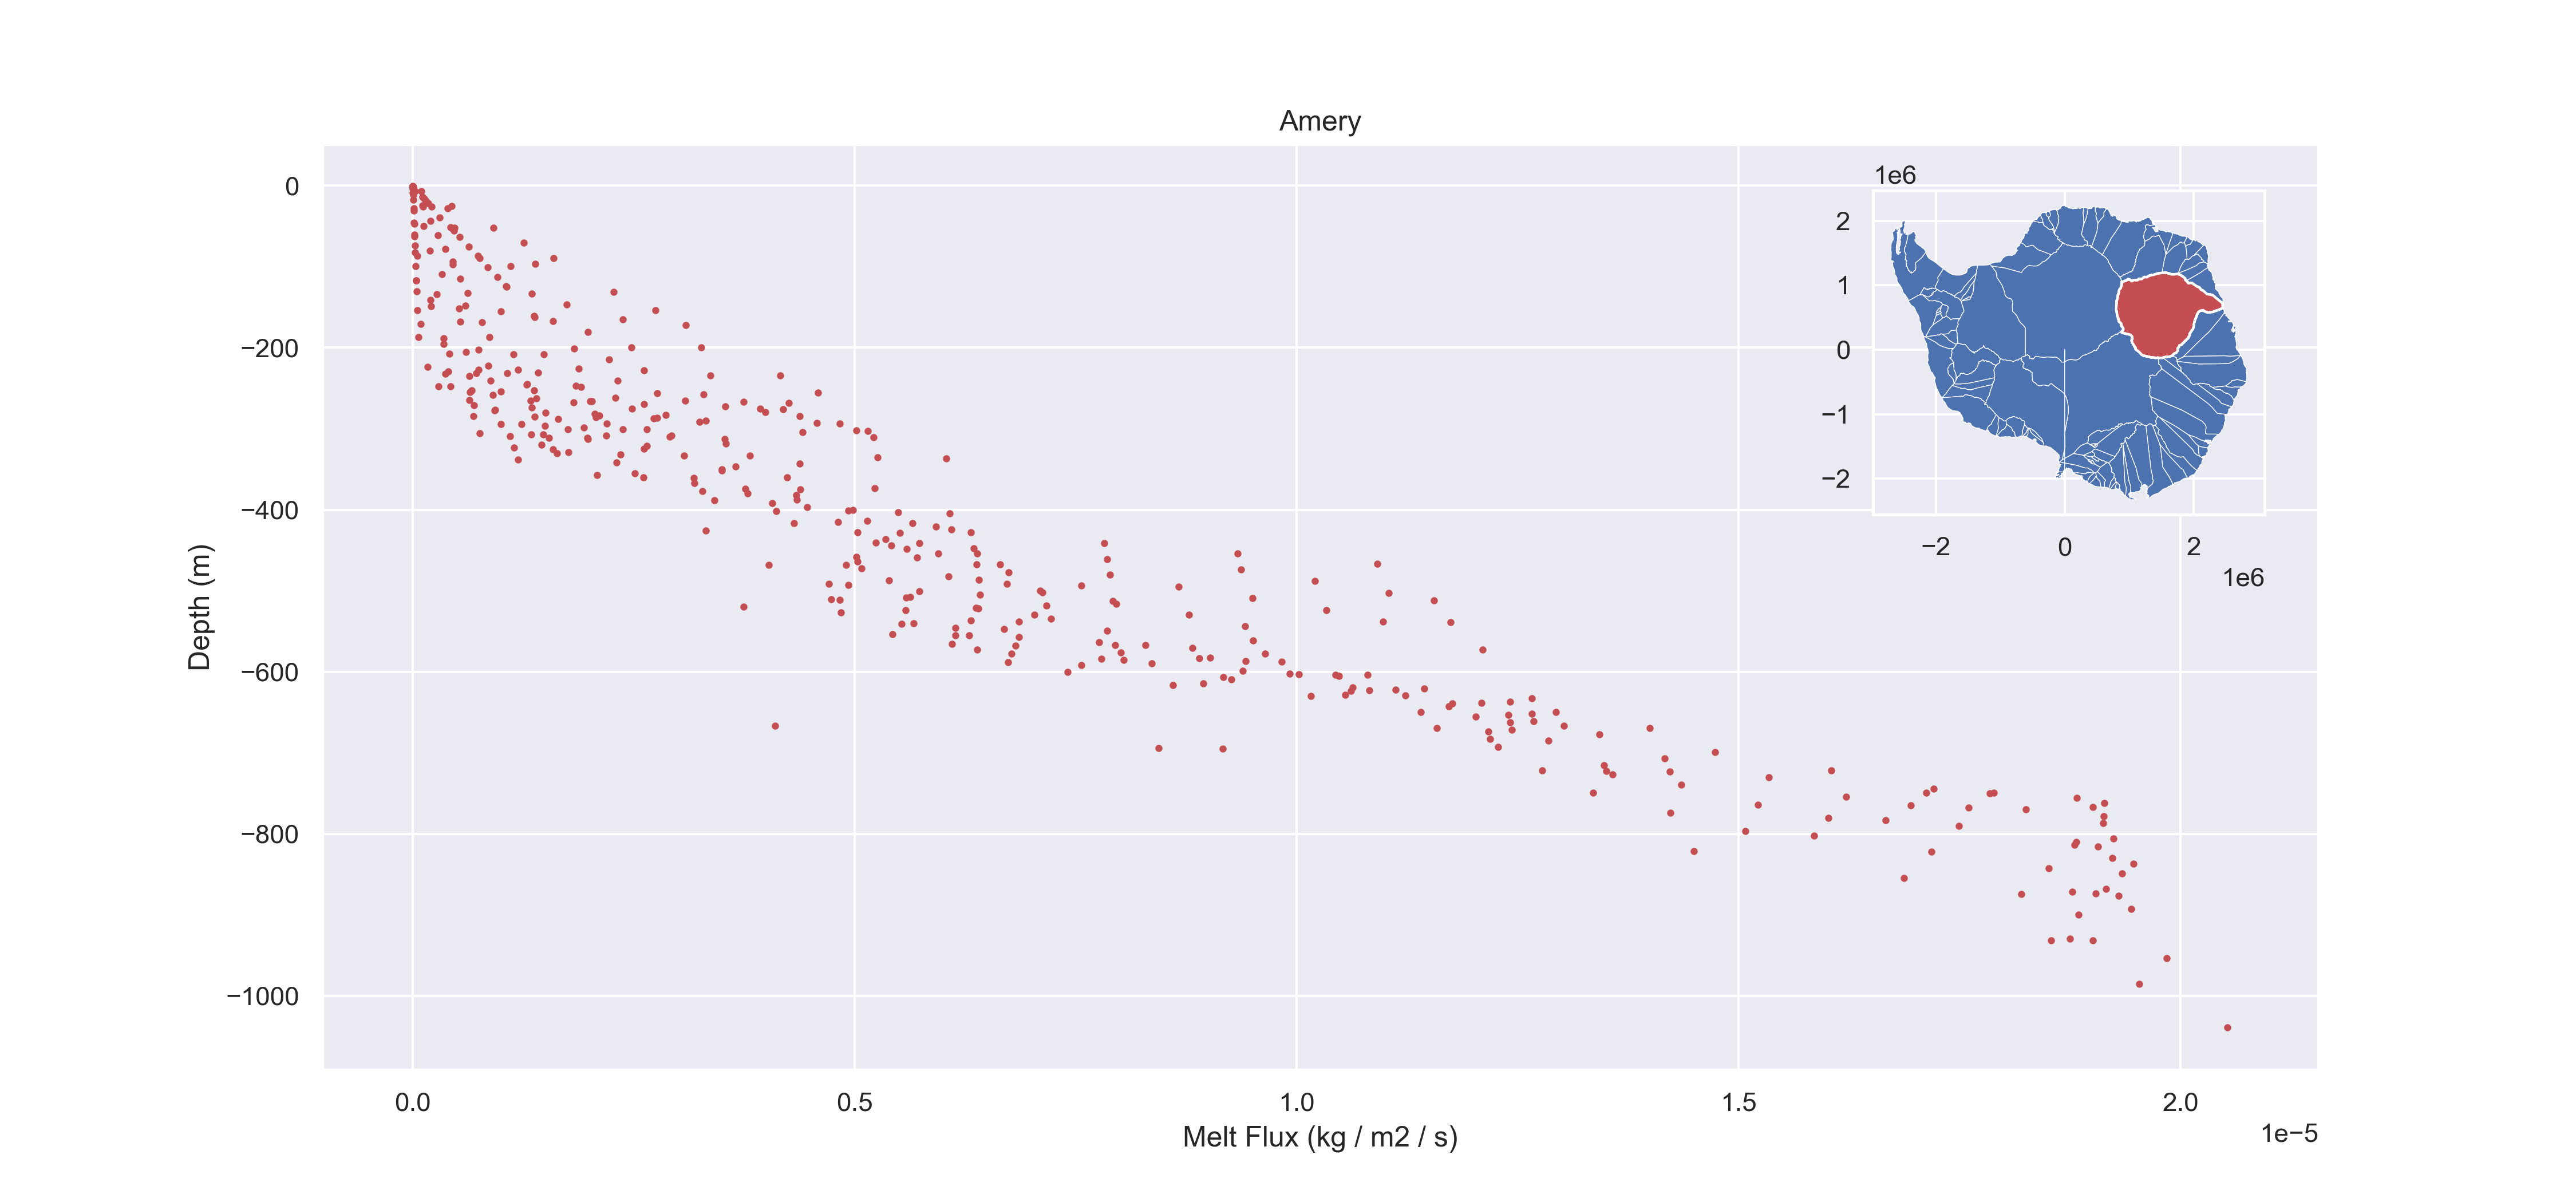 Amery
0
−200
−400
−600
−800
−1000
Depth (m)
0.0 0.5 1.0 1.5 2.0
Melt Flux (kg / m2 / s)
1e−5
1e6
2
1
0
−1
−2
−2 0 2
1e6